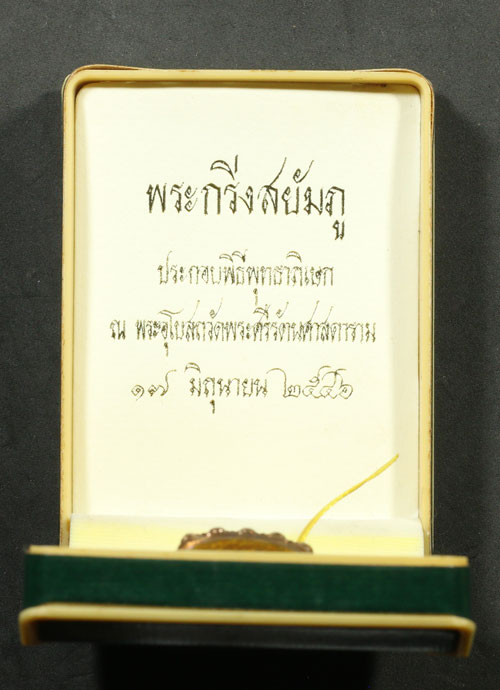 พระกริ่งสยัมภู
ประกอบพิธีพุทธาภิเษก
ณ พระอุโบสถวัดพระศรีรัตนศาสดาราม
๑๗ มิถุนายน ๒๕๔๖